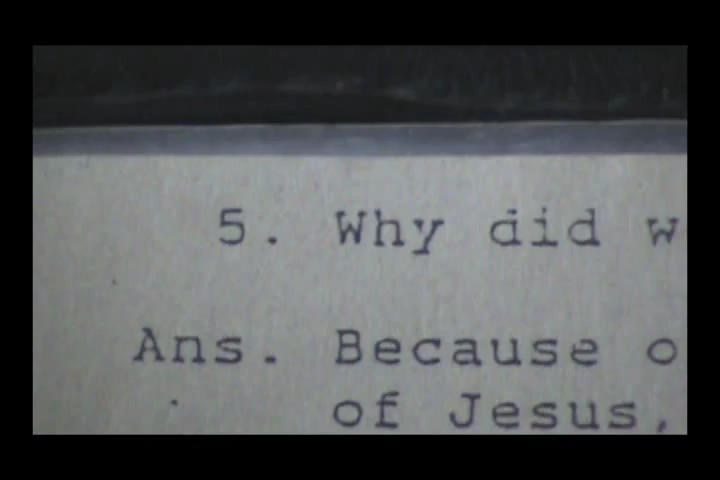 5. Why did w
Ans. Because o
of Jesus,